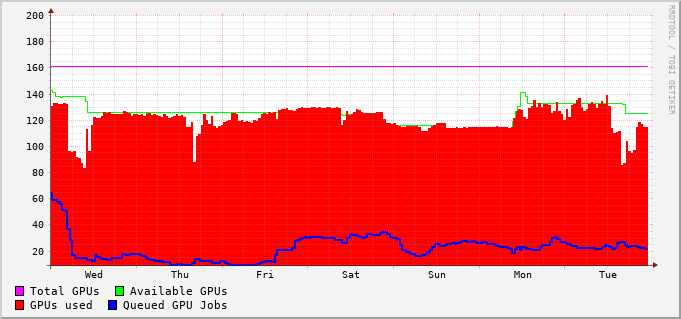 200
180
160
140
120
100
80
60
40
20
Wed Thu Fri Sat Sun Mon Tue
Total GPUs Available GPUs
GPUs used Queued GPU Jobs
RRDTOOL / TOBI OETIKER